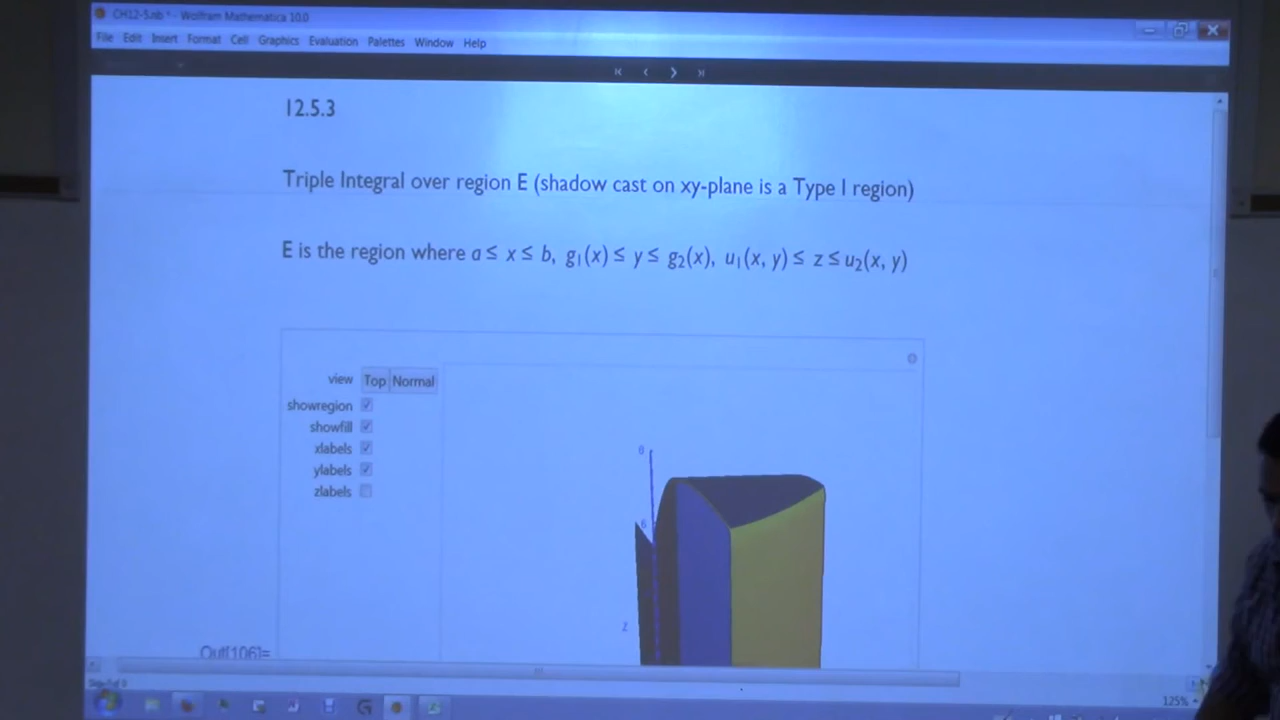 CH12-5.nb * - Wolfram Mathematica 10.0
File Edit Insert Format Cell Graphics Evaluation Palettes Window Help
12.5.3
Triple Integral over region E (shadow cast on xy-plane is a Type I region)
E is the region where a ≤ x ≤ b, g₁(x) ≤ y ≤ g₂(x), u₁(x, y) ≤ z ≤ u₂(x, y)
view Top Normal
showregion
showfill
xlabels
ylabels
zlabels
8
6
z
Out[106]=
125%